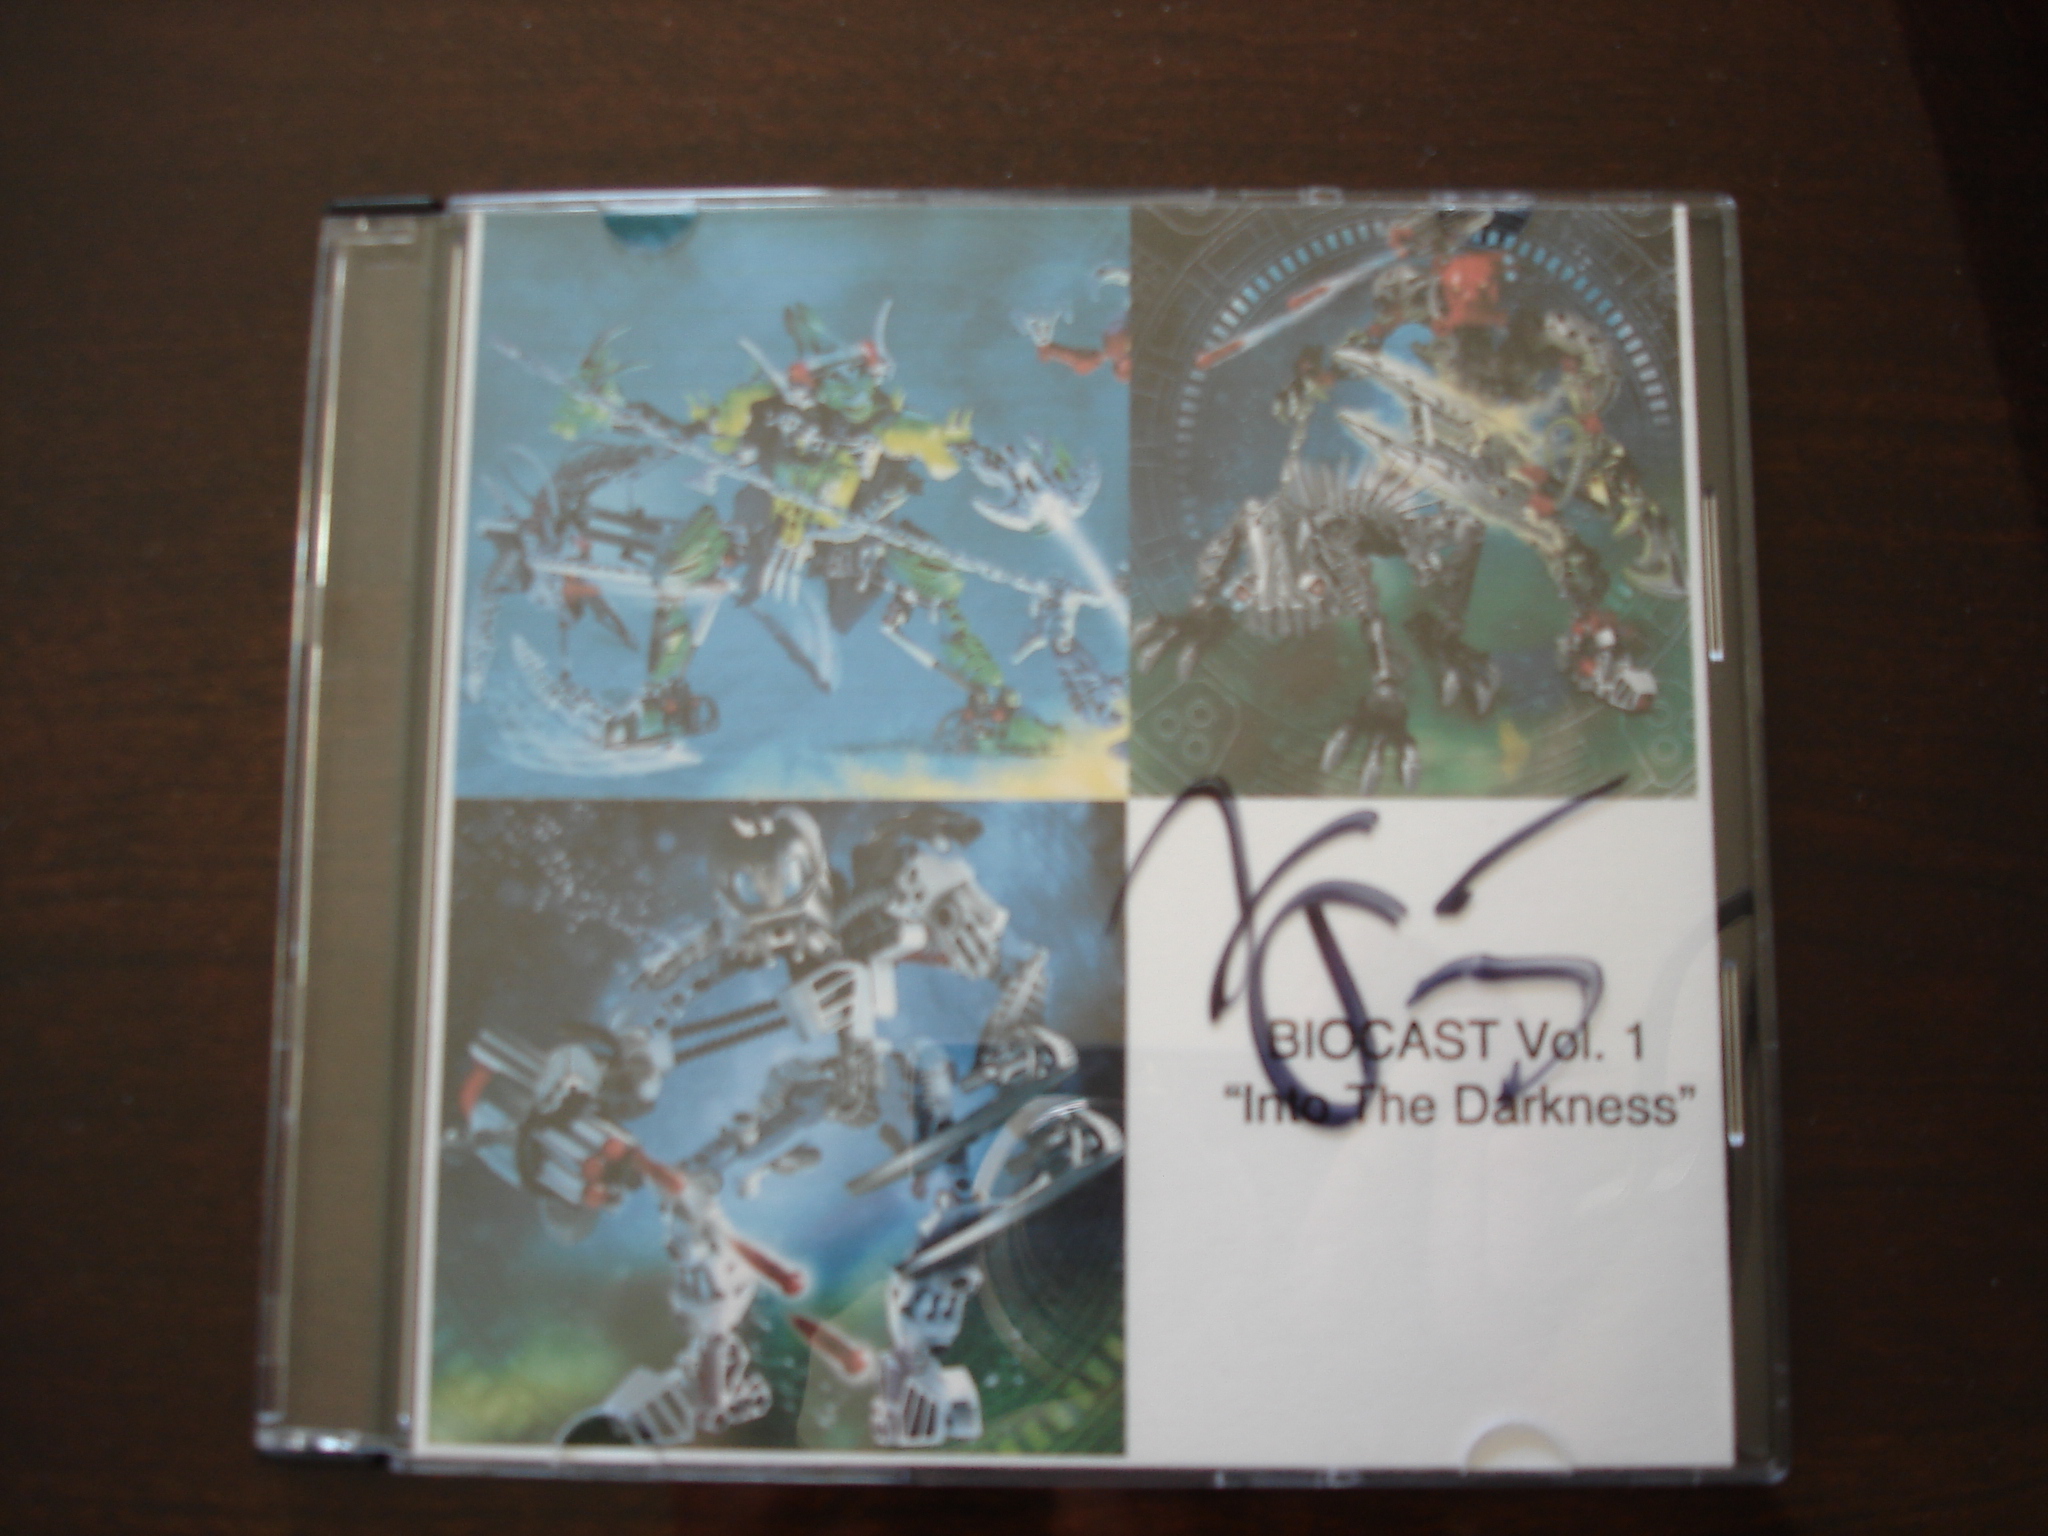 BIOCAST Vol. 1
“Into The Darkness”